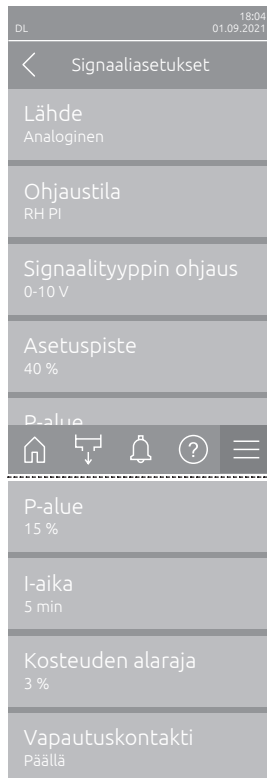 18:04
DL
01.09.2021
Signaaliasetukset
Lähde
Analoginen
Ohjaustila
RH PI
Signaalityyppin ohjaus
0-10 V
Asetuspiste
40 %
P-alue
?
P-alue
15 %
I-aika
5 min
Kosteuden alaraja
3 %
Vapautuskontakti
Päällä